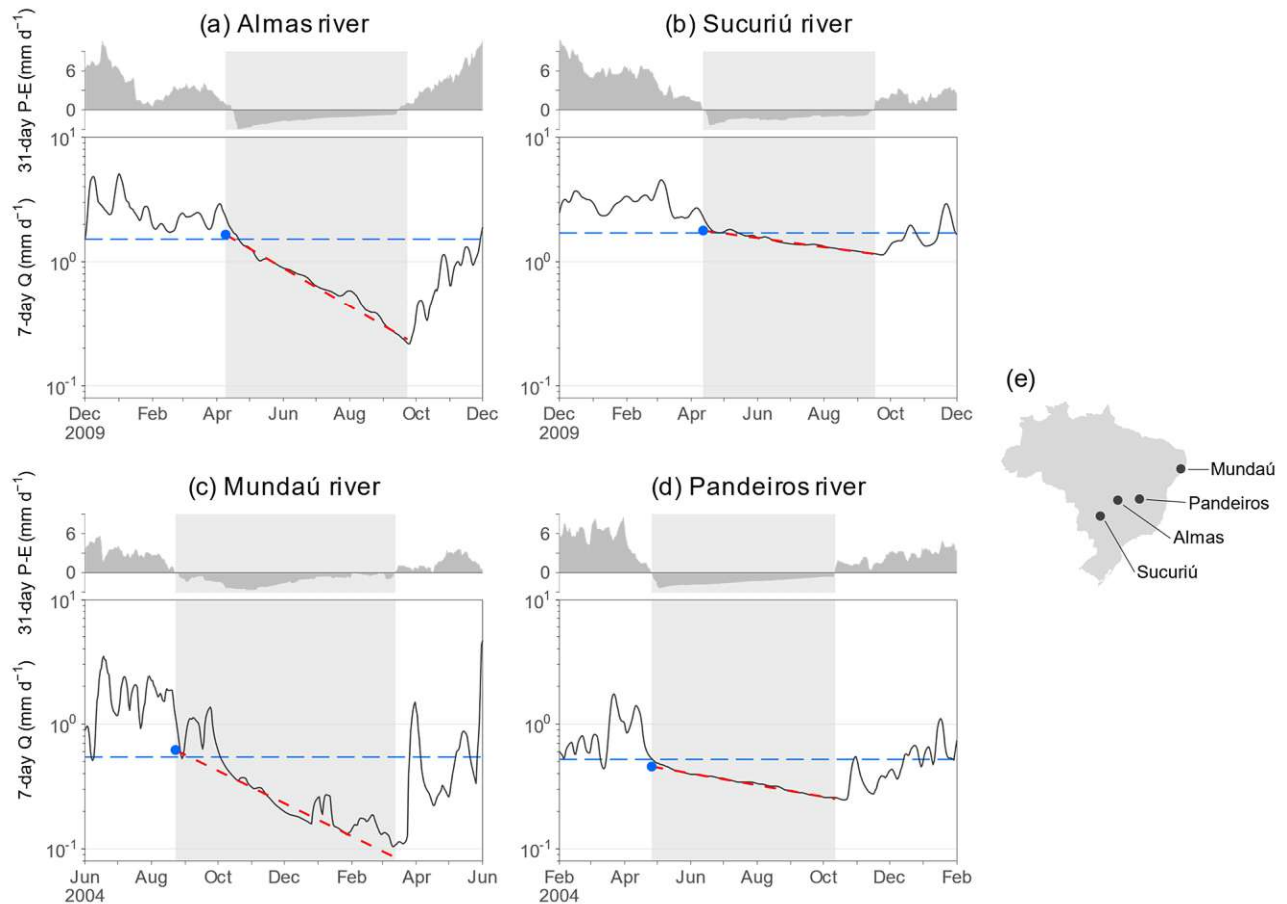 (a) Almas river
(b) Sucuriú river
31-day P-E (mm d⁻¹)
6
0
6
0
7-day Q (mm d⁻¹)
10¹
10⁰
10⁻¹
10¹
10⁰
10⁻¹
Dec Feb Apr Jun Aug Oct Dec
2009
Dec Feb Apr Jun Aug Oct Dec
2009
(c) Mundaú river
(d) Pandeiros river
31-day P-E (mm d⁻¹)
6
0
6
0
7-day Q (mm d⁻¹)
10¹
10⁰
10⁻¹
10¹
10⁰
10⁻¹
Jun Aug Oct Dec Feb Apr Jun
2004
Feb Apr Jun Aug Oct Dec Feb
2004
(e)
Mundaú
Pandeiros
Almas
Sucuriú